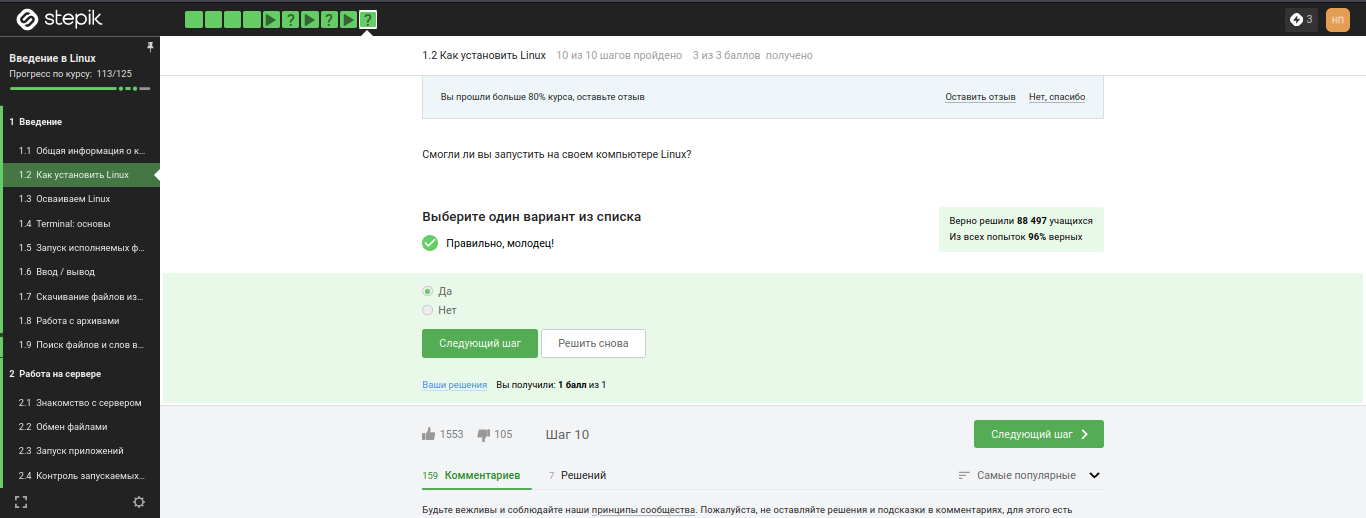 stepik
? ? ? ?
3
НП
Введение в Linux
Прогресс по курсу: 113/125
1 Введение
1.1 Общая информация о к...
1.2 Как установить Linux
1.3 Осваиваем Linux
1.4 Terminal: основы
1.5 Запуск исполняемых ф...
1.6 Ввод / вывод
1.7 Скачивание файлов из...
1.8 Работа с архивами
1.9 Поиск файлов и слов в...
2 Работа на сервере
2.1 Знакомство с сервером
2.2 Обмен файлами
2.3 Запуск приложений
2.4 Контроль запускаемых...
1.2 Как установить Linux 10 из 10 шагов пройдено 3 из 3 баллов получено
Вы прошли больше 80% курса, оставьте отзыв Оставить отзыв Нет, спасибо
Смогли ли вы запустить на своем компьютере Linux?
Выберите один вариант из списка
Правильно, молодец!
Верно решили 88 497 учащихся
Из всех попыток 96% верных
Да
Нет
Следующий шаг Решить снова
Ваши решения Вы получили: 1 балл из 1
1553 105 Шаг 10 Следующий шаг
159 Комментариев 7 Решений Самые популярные
Будьте вежливы и соблюдайте наши принципы сообщества. Пожалуйста, не оставляйте решения и подсказки в комментариях, для этого есть